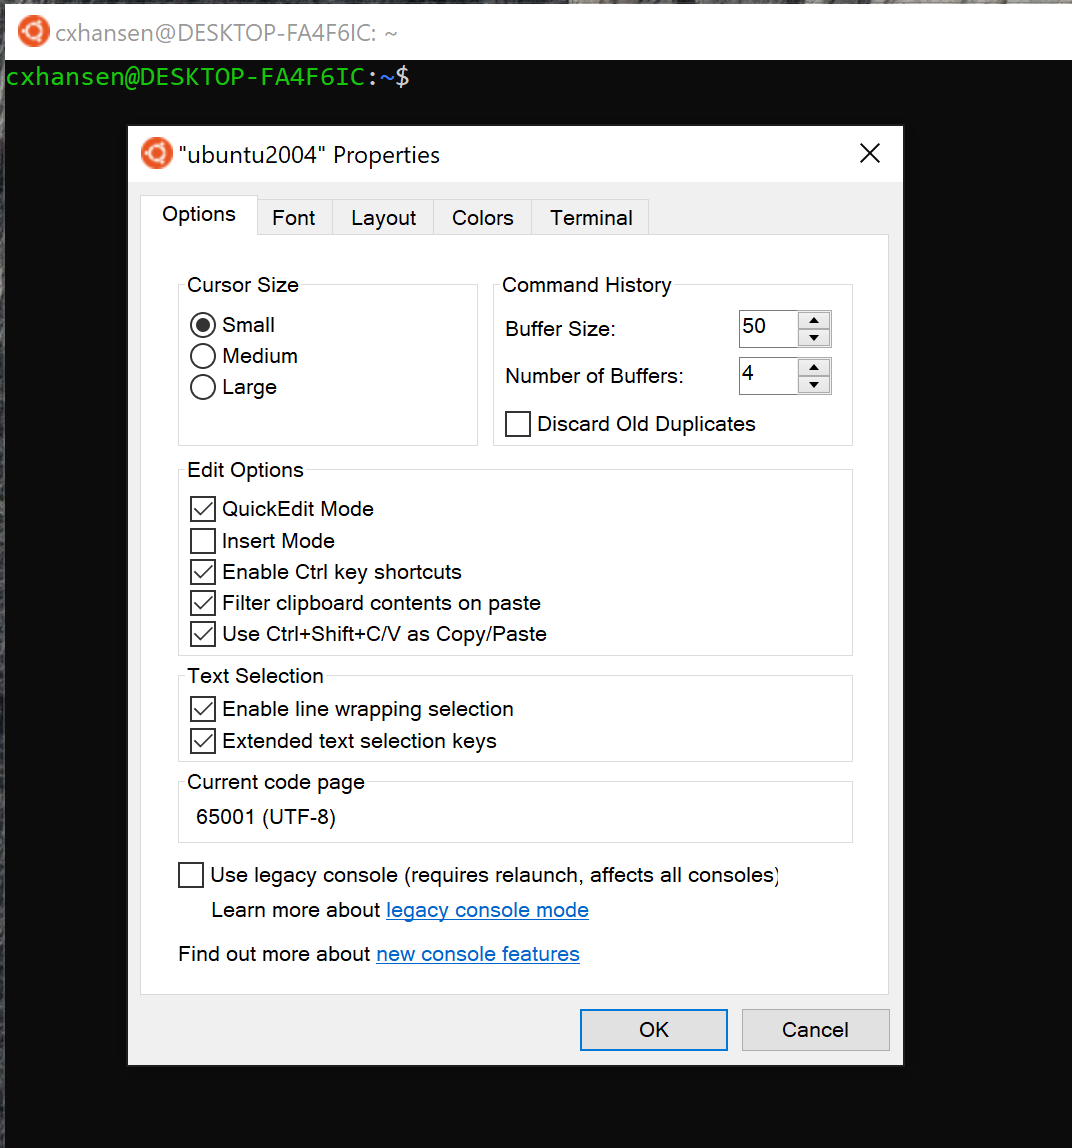 cxhansen@DESKTOP-FA4F6IC: ~
cxhansen@DESKTOP-FA4F6IC:~$
"ubuntu2004" Properties
Options Font Layout Colors Terminal
Cursor Size
Small
Medium
Large
Command History
Buffer Size: 50
Number of Buffers: 4
Discard Old Duplicates
Edit Options
QuickEdit Mode
Insert Mode
Enable Ctrl key shortcuts
Filter clipboard contents on paste
Use Ctrl+Shift+C/V as Copy/Paste
Text Selection
Enable line wrapping selection
Extended text selection keys
Current code page
65001 (UTF-8)
Use legacy console (requires relaunch, affects all consoles)
Learn more about legacy console mode
Find out more about new console features
OK Cancel